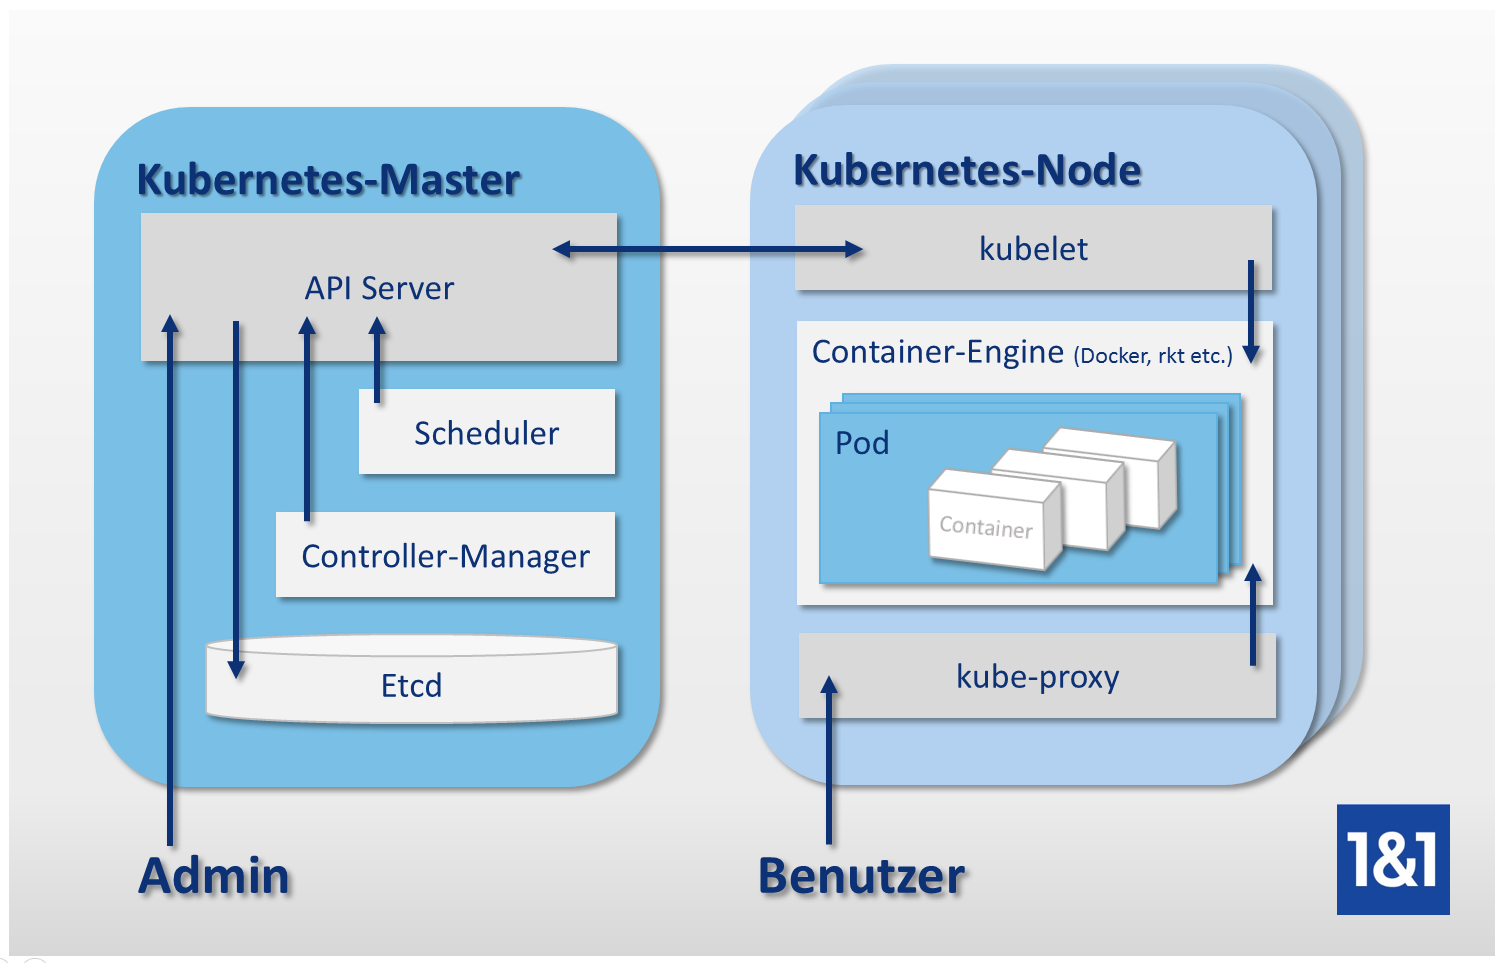 Kubernetes-Master
API Server
Scheduler
Controller-Manager
Etcd
Admin
Kubernetes-Node
kubelet
Container-Engine (Docker, rkt etc.)
Pod
Container
kube-proxy
Benutzer
1&1